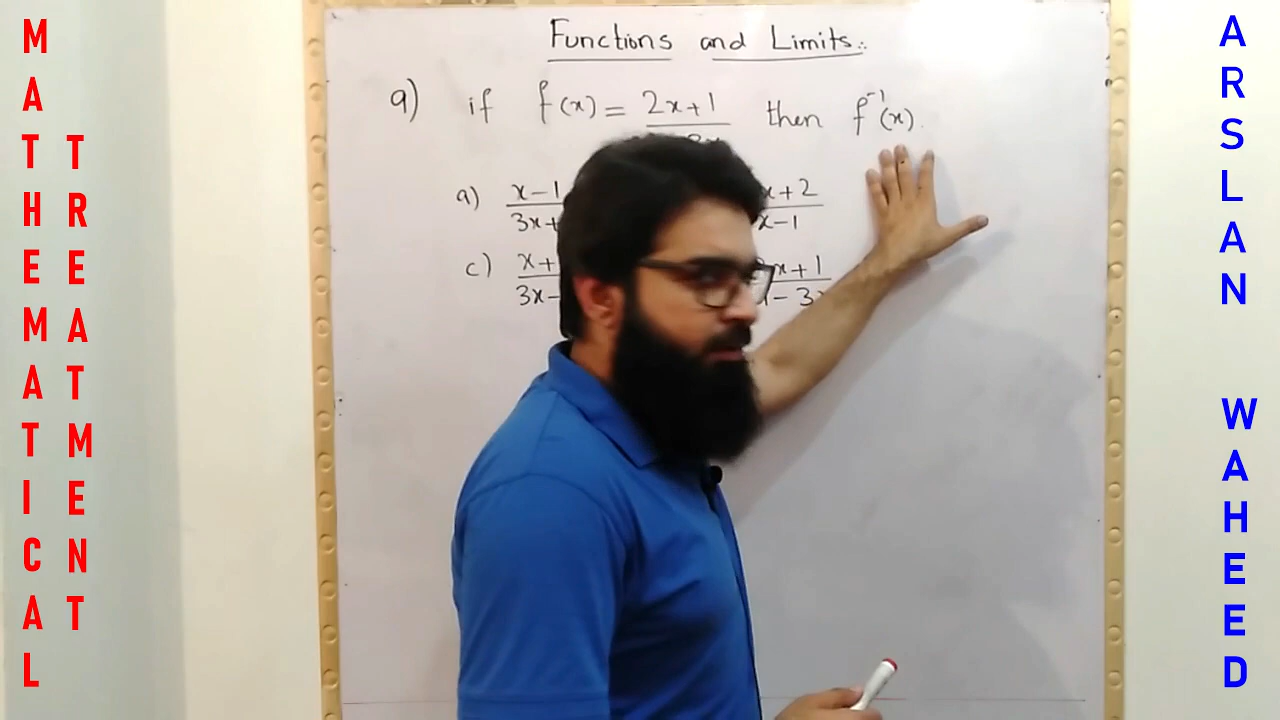 MATHEMATICAL
TREATMENT
Functions and Limits :.
9) if f(x) = 2x+1 then f⁻¹(x).
a) x-1 x+2
3x+ x-1
c) x+ x+1
3x- - 3
ARSLAN
WAHEED